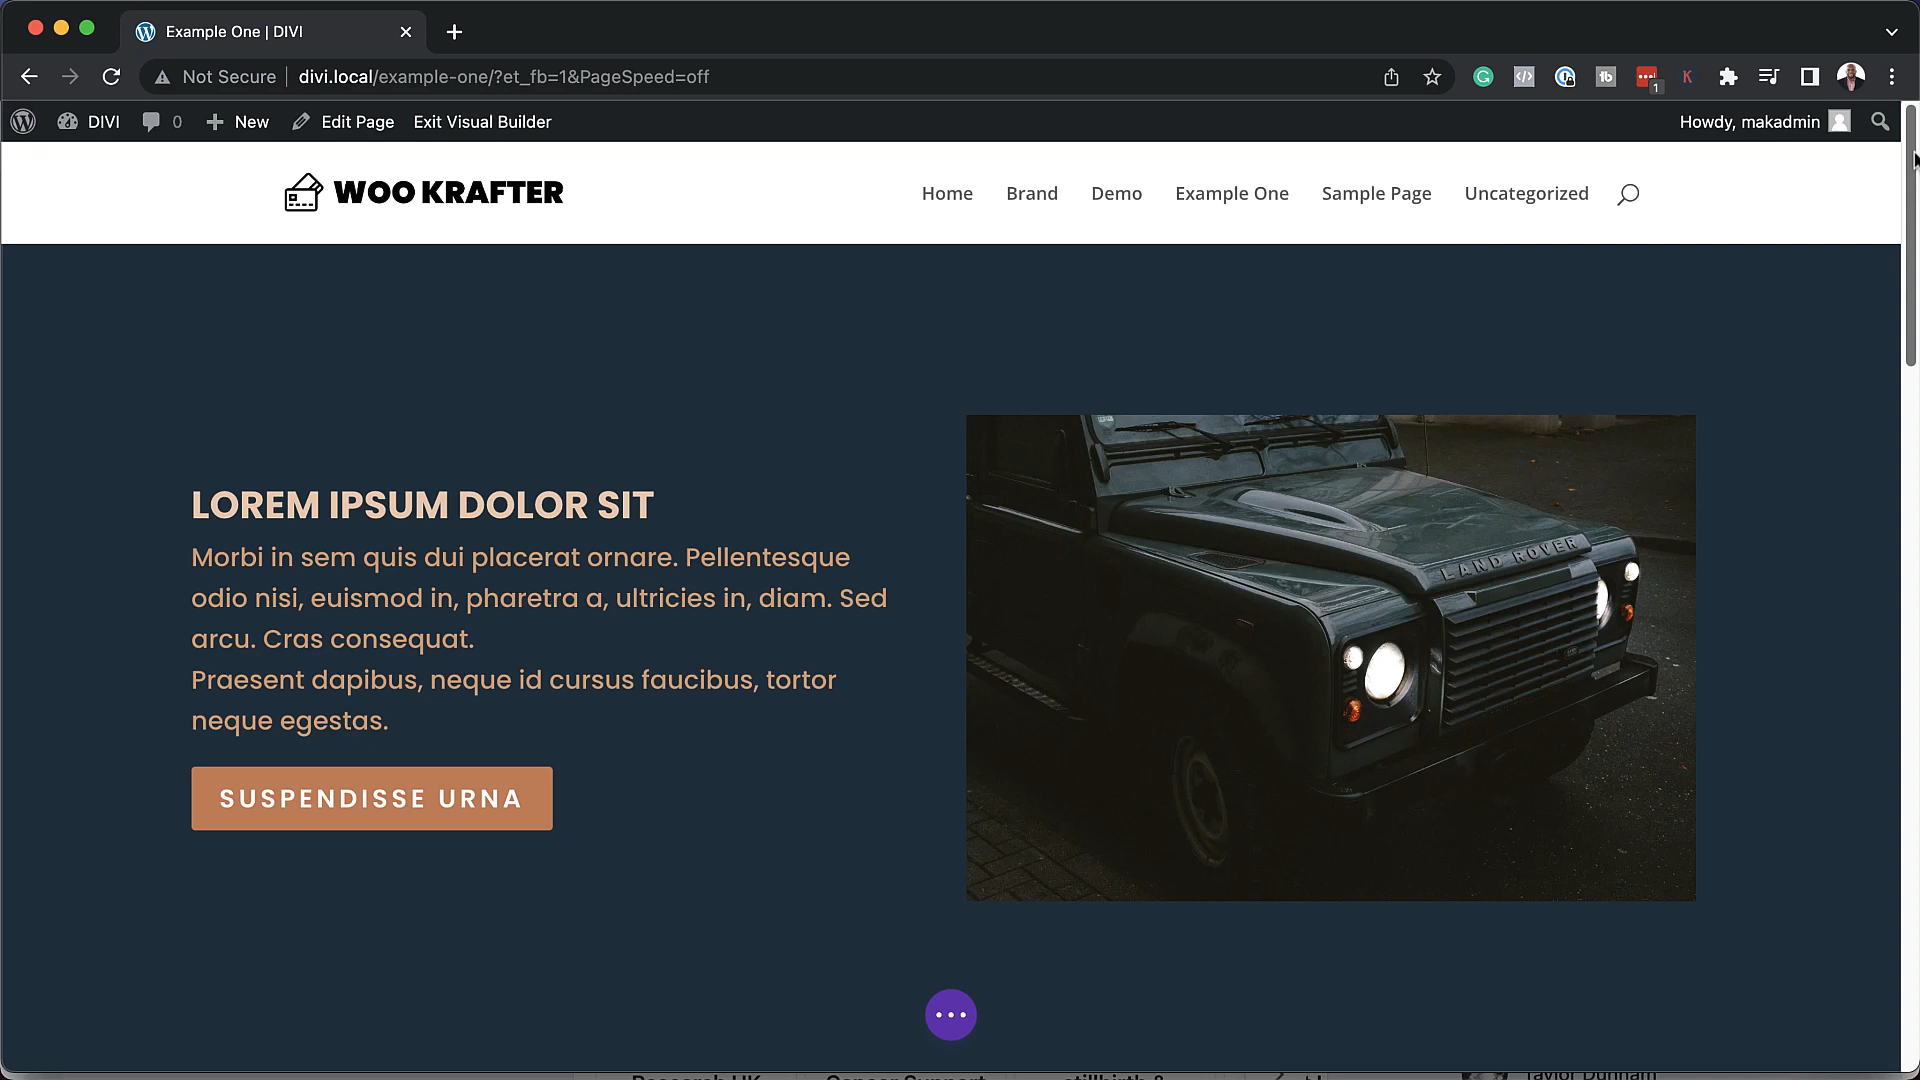 Example One | DIVI
Not Secure
divi.local/example-one/?et_fb=1&PageSpeed=off
1
DIVI
0
New
Edit Page
Exit Visual Builder
Howdy, makadmin
WOO KRAFTER
Home
Brand
Demo
Example One
Sample Page
Uncategorized
LOREM IPSUM DOLOR SIT
Morbi in sem quis dui placerat ornare. Pellentesque
odio nisi, euismod in, pharetra a, ultricies in, diam. Sed
arcu. Cras consequat.
Praesent dapibus, neque id cursus faucibus, tortor
neque egestas.
SUSPENDISSE URNA
LAND ROVER